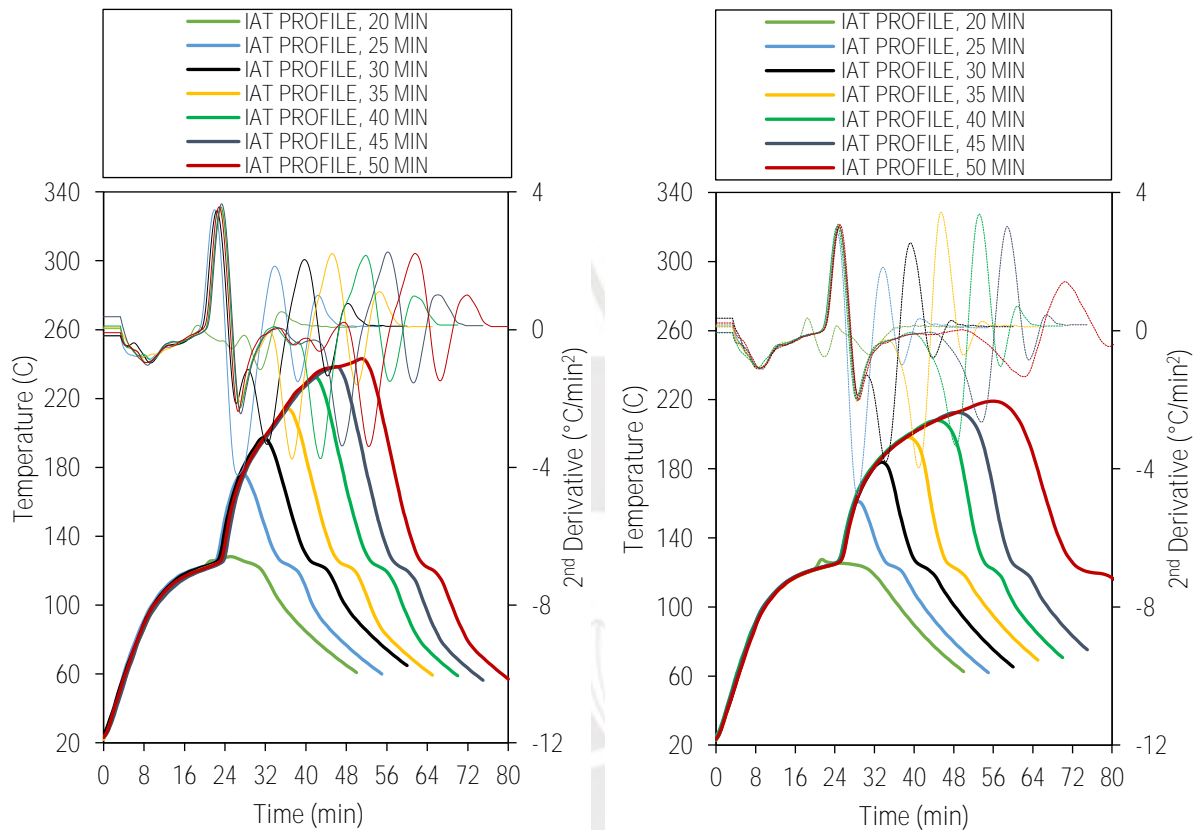 IAT PROFILE, 20 MIN
IAT PROFILE, 25 MIN
IAT PROFILE, 30 MIN
IAT PROFILE, 35 MIN
IAT PROFILE, 40 MIN
IAT PROFILE, 45 MIN
IAT PROFILE, 50 MIN
340
300
260
220
180
140
100
60
20
Temperature (C)
4
0
-4
-8
-12
2nd Derivative (°C/min2)
0 8 16 24 32 40 48 56 64 72 80
Time (min)
IAT PROFILE, 20 MIN
IAT PROFILE, 25 MIN
IAT PROFILE, 30 MIN
IAT PROFILE, 35 MIN
IAT PROFILE, 40 MIN
IAT PROFILE, 45 MIN
IAT PROFILE, 50 MIN
340
300
260
220
180
140
100
60
20
Temperature (C)
4
0
-4
-8
-12
2nd Derivative (°C/min2)
0 8 16 24 32 40 48 56 64 72 80
Time (min)